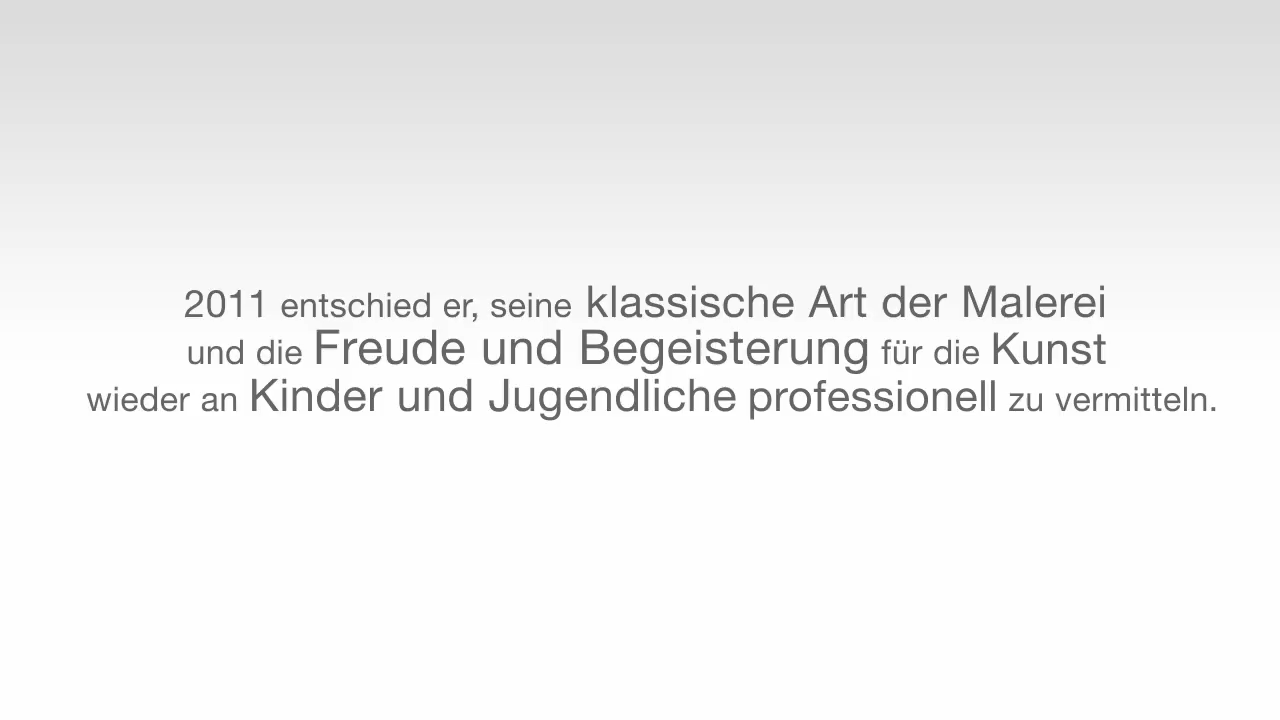 2011 entschied er, seine klassische Art der Malerei
und die Freude und Begeisterung für die Kunst
wieder an Kinder und Jugendliche professionell zu vermitteln.